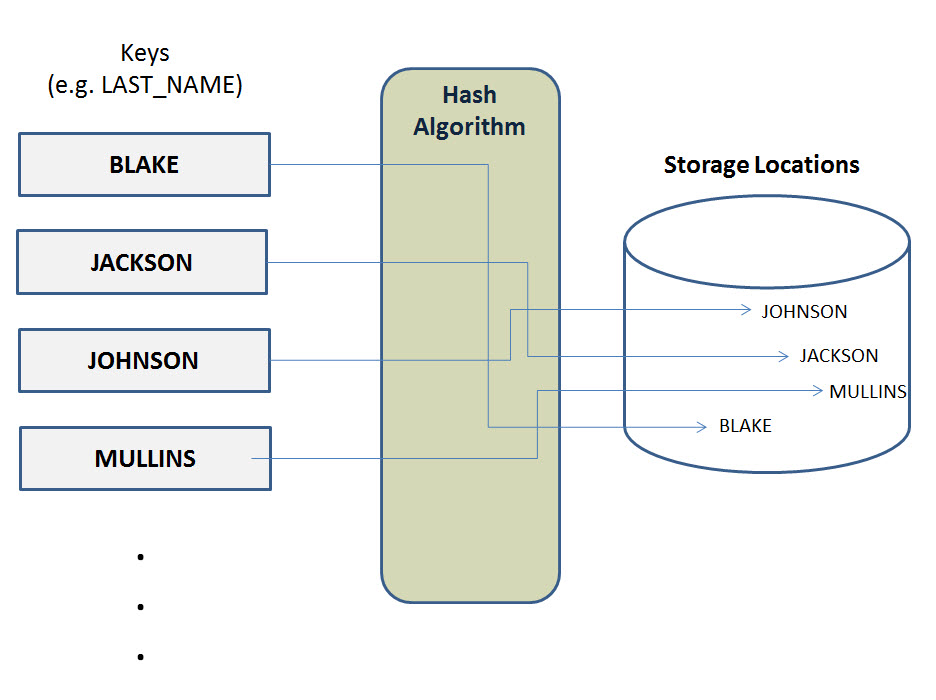 Keys
(e.g. LAST_NAME)
BLAKE
JACKSON
JOHNSON
MULLINS
.
.
.
Hash
Algorithm
Storage Locations
JOHNSON
JACKSON
MULLINS
BLAKE